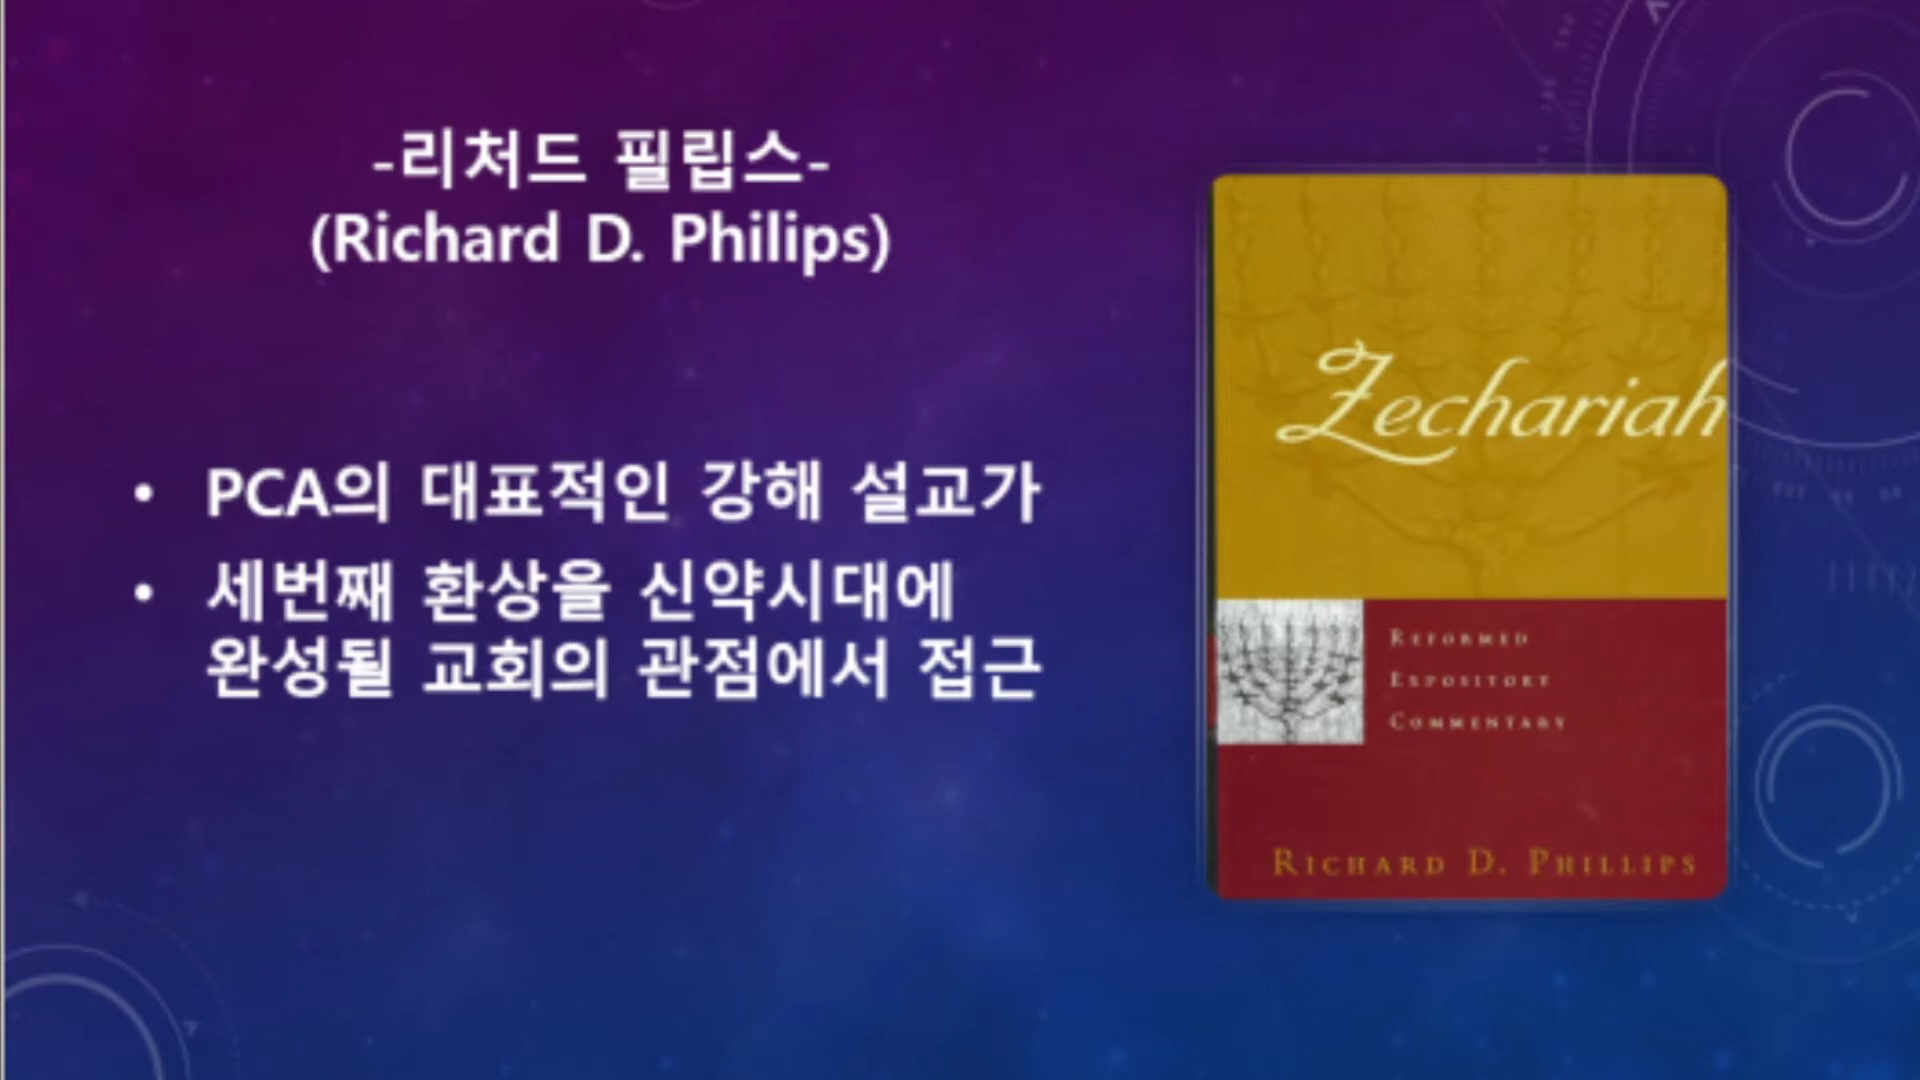 -리처드 필립스-
(Richard D. Philips)
• PCA의 대표적인 강해 설교가
• 세번째 환상을 신약시대에
완성될 교회의 관점에서 접근
Zechariah
REFORMED
EXPOSITORY
COMMENTARY
RICHARD D. PHILLIPS